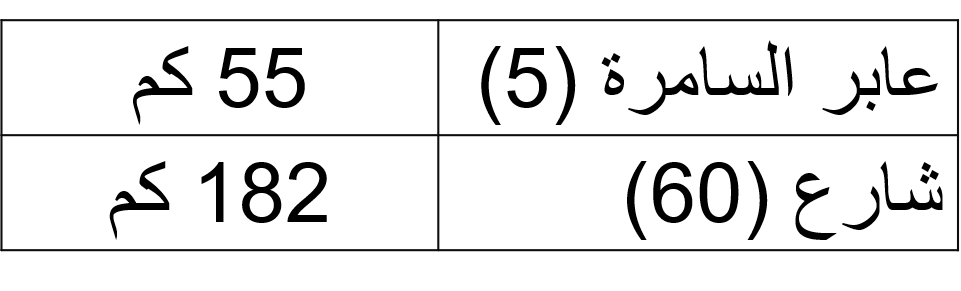 عابر السامرة (5) 55 كم
شارع (60) 182 كم